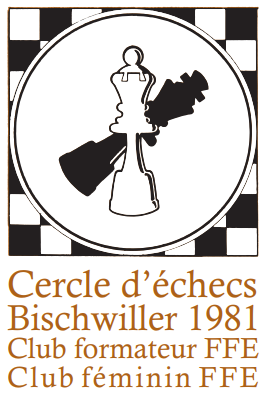 Cercle d'échecs
Bischwiller 1981
Club formateur FFE
Club féminin FFE